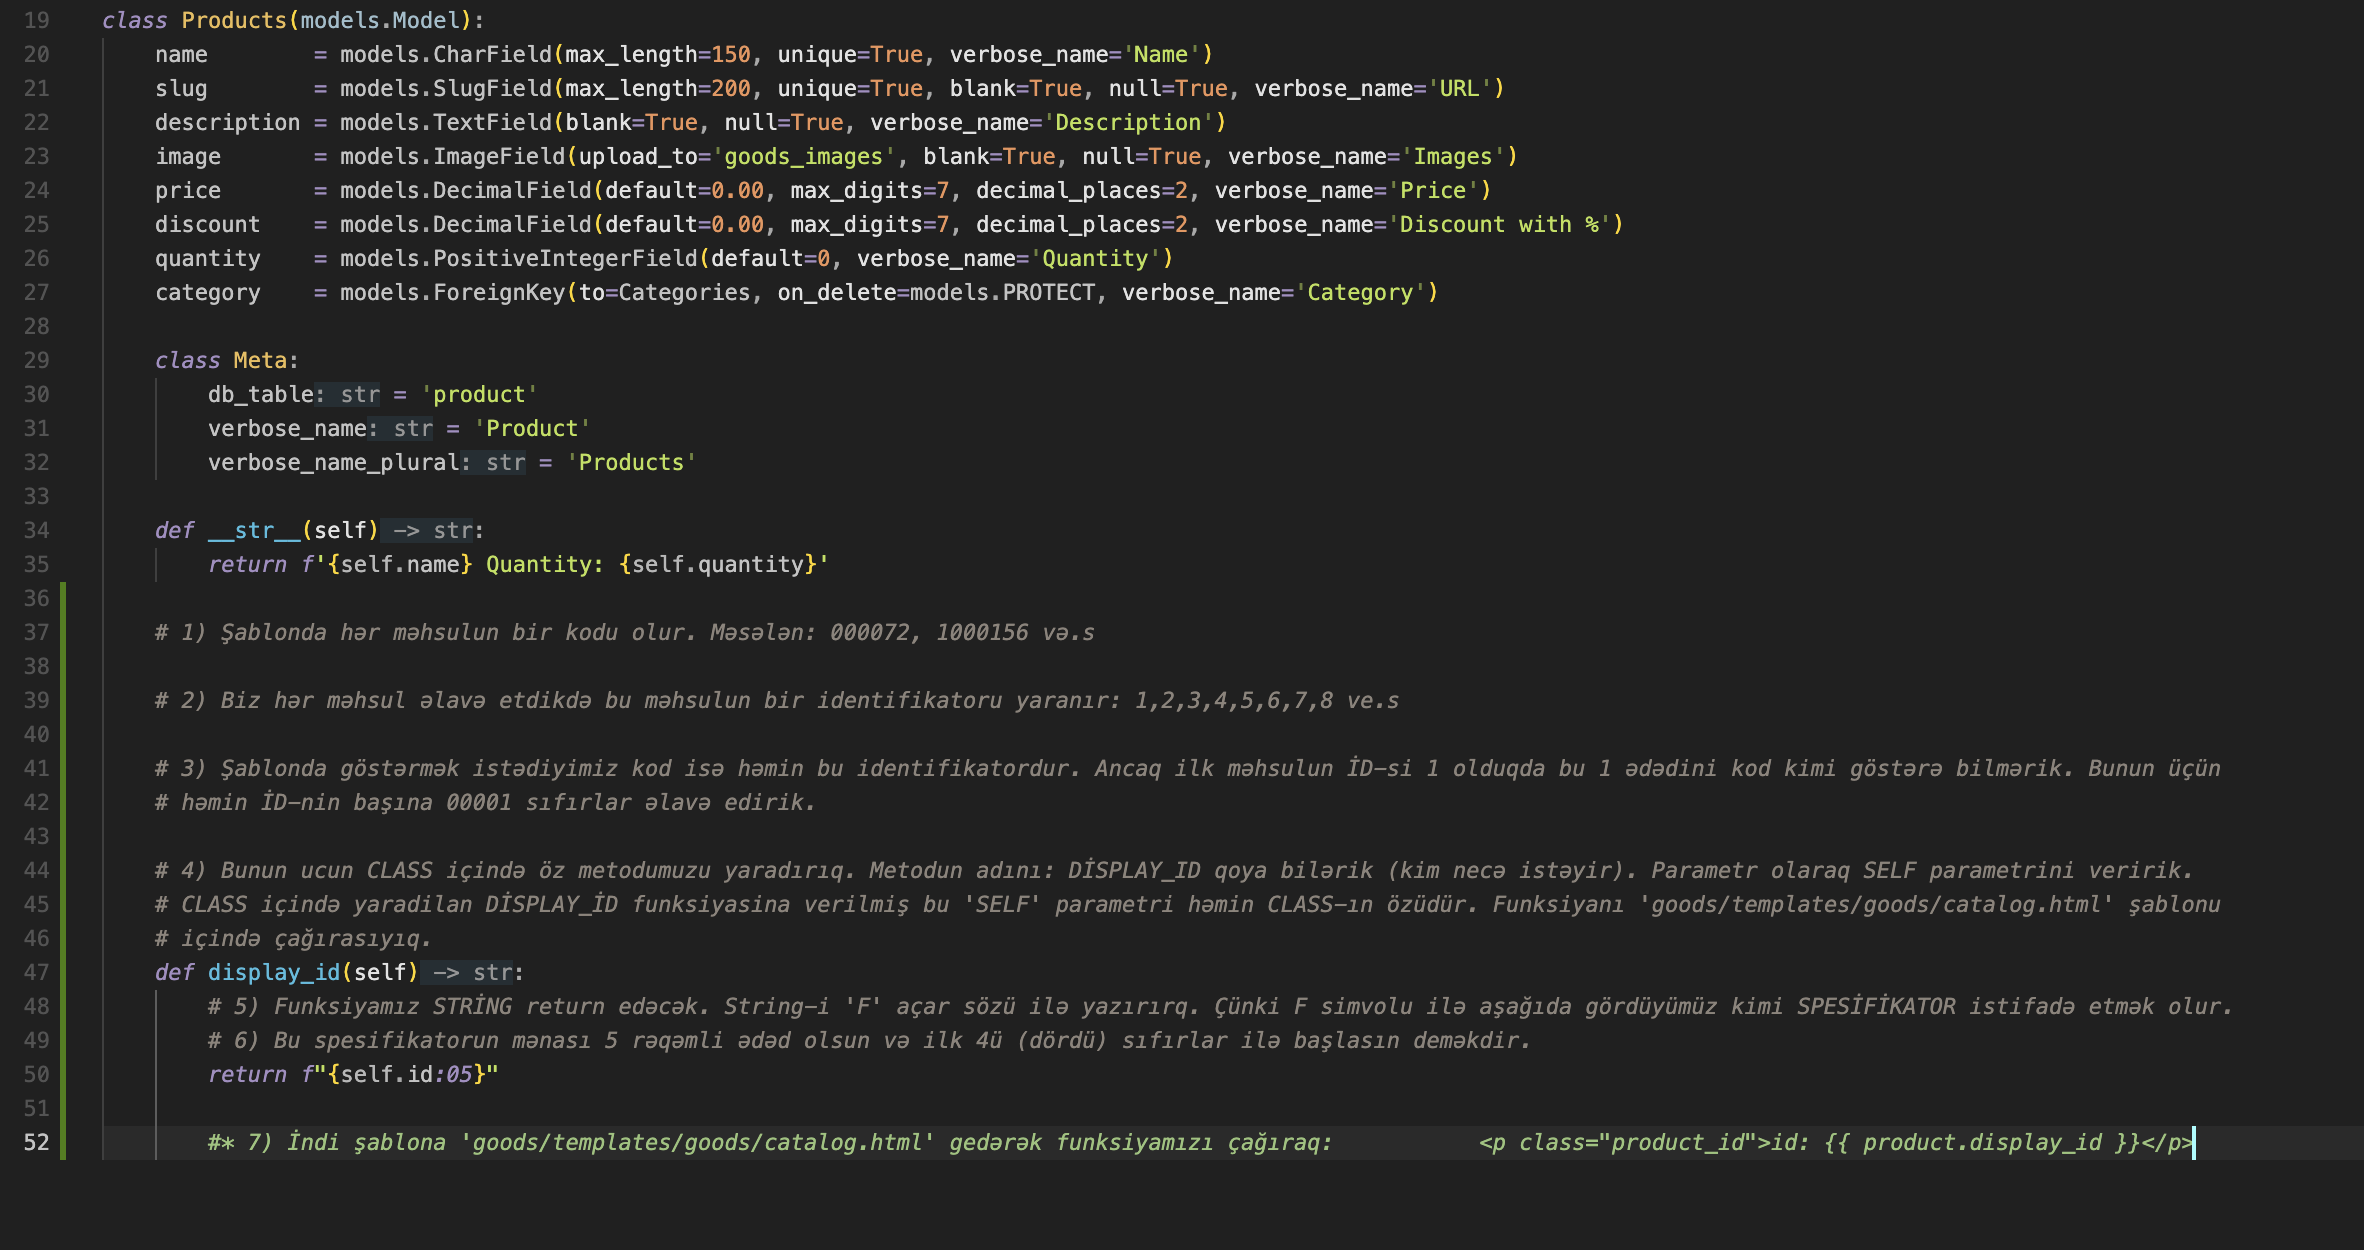 19 class Products(models.Model):
20     name        = models.CharField(max_length=150, unique=True, verbose_name='Name')
21     slug        = models.SlugField(max_length=200, unique=True, blank=True, null=True, verbose_name='URL')
22     description = models.TextField(blank=True, null=True, verbose_name='Description')
23     image       = models.ImageField(upload_to='goods_images', blank=True, null=True, verbose_name='Images')
24     price       = models.DecimalField(default=0.00, max_digits=7, decimal_places=2, verbose_name='Price')
25     discount    = models.DecimalField(default=0.00, max_digits=7, decimal_places=2, verbose_name='Discount with %')
26     quantity    = models.PositiveIntegerField(default=0, verbose_name='Quantity')
27     category    = models.ForeignKey(to=Categories, on_delete=models.PROTECT, verbose_name='Category')
28
29     class Meta:
30         db_table: str = 'product'
31         verbose_name: str = 'Product'
32         verbose_name_plural: str = 'Products'
33
34     def __str__(self) -> str:
35         return f'{self.name} Quantity: {self.quantity}'
36
37     # 1) Şablonda hər məhsulun bir kodu olur. Məsələn: 000072, 1000156 və.s
38
39     # 2) Biz hər məhsul əlavə etdikdə bu məhsulun bir identifikatoru yaranır: 1,2,3,4,5,6,7,8 ve.s
40
41     # 3) Şablonda göstərmək istədiyimiz kod isə həmin bu identifikatordur. Ancaq ilk məhsulun İD-si 1 olduqda bu 1 ədədini kod kimi göstərə bilmərik. Bunun üçün
42     # həmin İD-nin başına 00001 sıfırlar əlavə edirik.
43
44     # 4) Bunun ucun CLASS içində öz metodumuzu yaradırıq. Metodun adını: DİSPLAY_ID qoya bilərik (kim necə istəyir). Parametr olaraq SELF parametrini veririk.
45     # CLASS içində yaradilan DİSPLAY_İD funksiyasina verilmiş bu 'SELF' parametri həmin CLASS-ın özüdür. Funksiyanı 'goods/templates/goods/catalog.html' şablonu
46     # içində çağırasıyıq.
47     def display_id(self) -> str:
48         # 5) Funksiyamız STRİNG return edəcək. String-i 'F' açar sözü ilə yazırırq. Çünki F simvolu ilə aşağıda gördüyümüz kimi SPESİFİKATOR istifadə etmək olur.
49         # 6) Bu spesifikatorun mənası 5 rəqəmli ədəd olsun və ilk 4ü (dördü) sıfırlar ilə başlasın deməkdir.
50         return f"{self.id:05}"
51
52         #* 7) İndi şablona 'goods/templates/goods/catalog.html' gedərək funksiyamızı çağıraq:           <p class="product_id">id: {{ product.display_id }}</p>